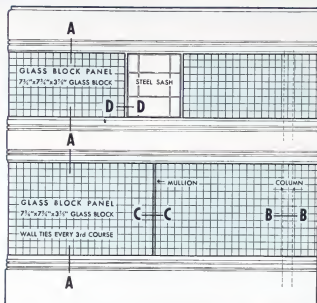 A
GLASS BLOCK PANEL
7¾"x7¾"x3⅞" GLASS BLOCK
STEEL SASH
D D
A
MULLION
COLUMN
GLASS BLOCK PANEL
7¾"x7¾"x3⅞" GLASS BLOCK
C C
B B
WALL TIES EVERY 3rd COURSE
A